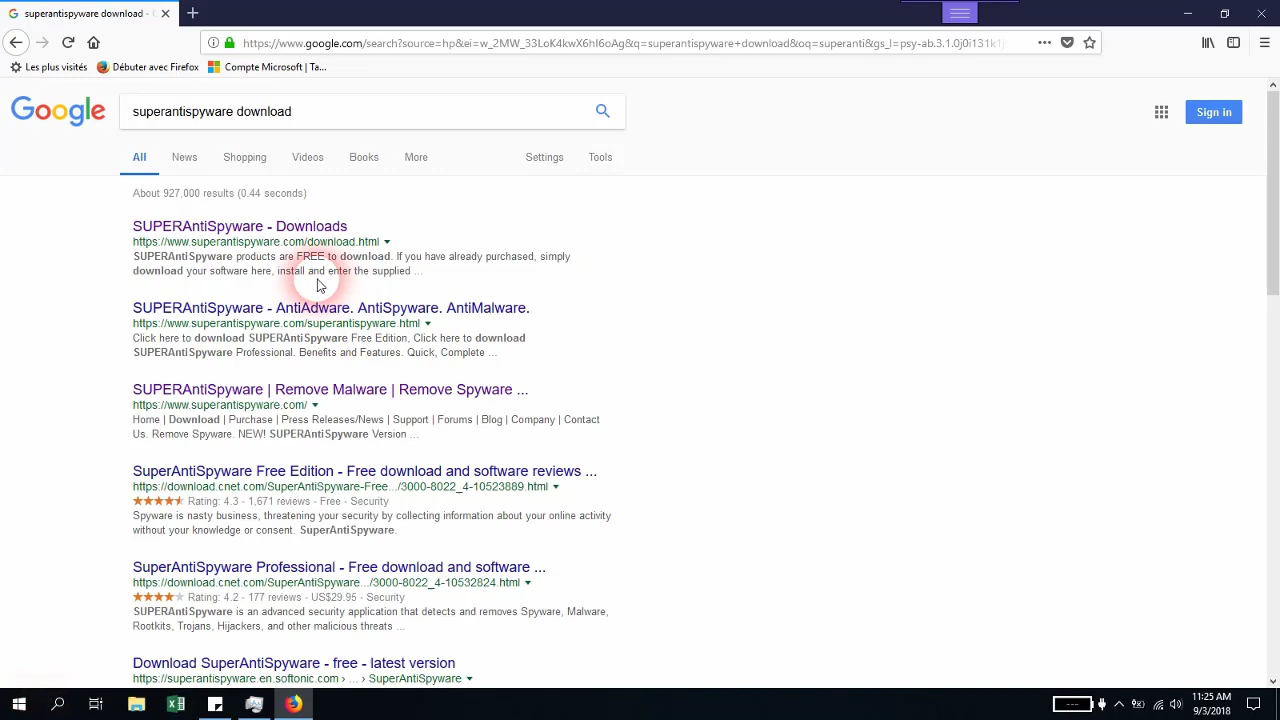 superantispyware download -
https://www.google.com/search?source=hp&ei=w_2MW_33LoK4kwX6hI6oAg&q=superantispyware+download&oq=superanti&gs_l=psy-ab.3.1.0j0i131k1j
Les plus visités
Débuter avec Firefox
Compte Microsoft | Ta...
Google
superantispyware download
Sign in
All
News
Shopping
Videos
Books
More
Settings
Tools
About 927,000 results (0.44 seconds)
SUPERAntiSpyware - Downloads
https://www.superantispyware.com/download.html
SUPERAntiSpyware products are FREE to download. If you have already purchased, simply
download your software here, install and enter the supplied ...
SUPERAntiSpyware - AntiAdware. AntiSpyware. AntiMalware.
https://www.superantispyware.com/superantispyware.html
Click here to download SUPERAntiSpyware Free Edition, Click here to download
SUPERAntiSpyware Professional. Benefits and Features. Quick, Complete ...
SUPERAntiSpyware | Remove Malware | Remove Spyware ...
https://www.superantispyware.com/
Home | Download | Purchase | Press Releases/News | Support | Forums | Blog | Company | Contact
Us. Remove Spyware. NEW! SUPERAntiSpyware Version ...
SuperAntiSpyware Free Edition - Free download and software reviews ...
https://download.cnet.com/SuperAntiSpyware-Free.../3000-8022_4-10523889.html
Rating: 4.3 - 1,671 reviews - Free - Security
Spyware is nasty business, threatening your security by collecting information about your online activity
without your knowledge or consent. SuperAntiSpyware.
SuperAntiSpyware Professional - Free download and software ...
https://download.cnet.com/SuperAntiSpyware.../3000-8022_4-10532824.html
Rating: 4.2 - 177 reviews - US$29.95 - Security
SUPERAntiSpyware is an advanced security application that detects and removes Spyware, Malware,
Rootkits, Trojans, Hijackers, and other malicious threats ...
Download SuperAntiSpyware - free - latest version
https://superantispyware.en.softonic.com › ... › SuperAntiSpyware
11:25 AM
9/3/2018